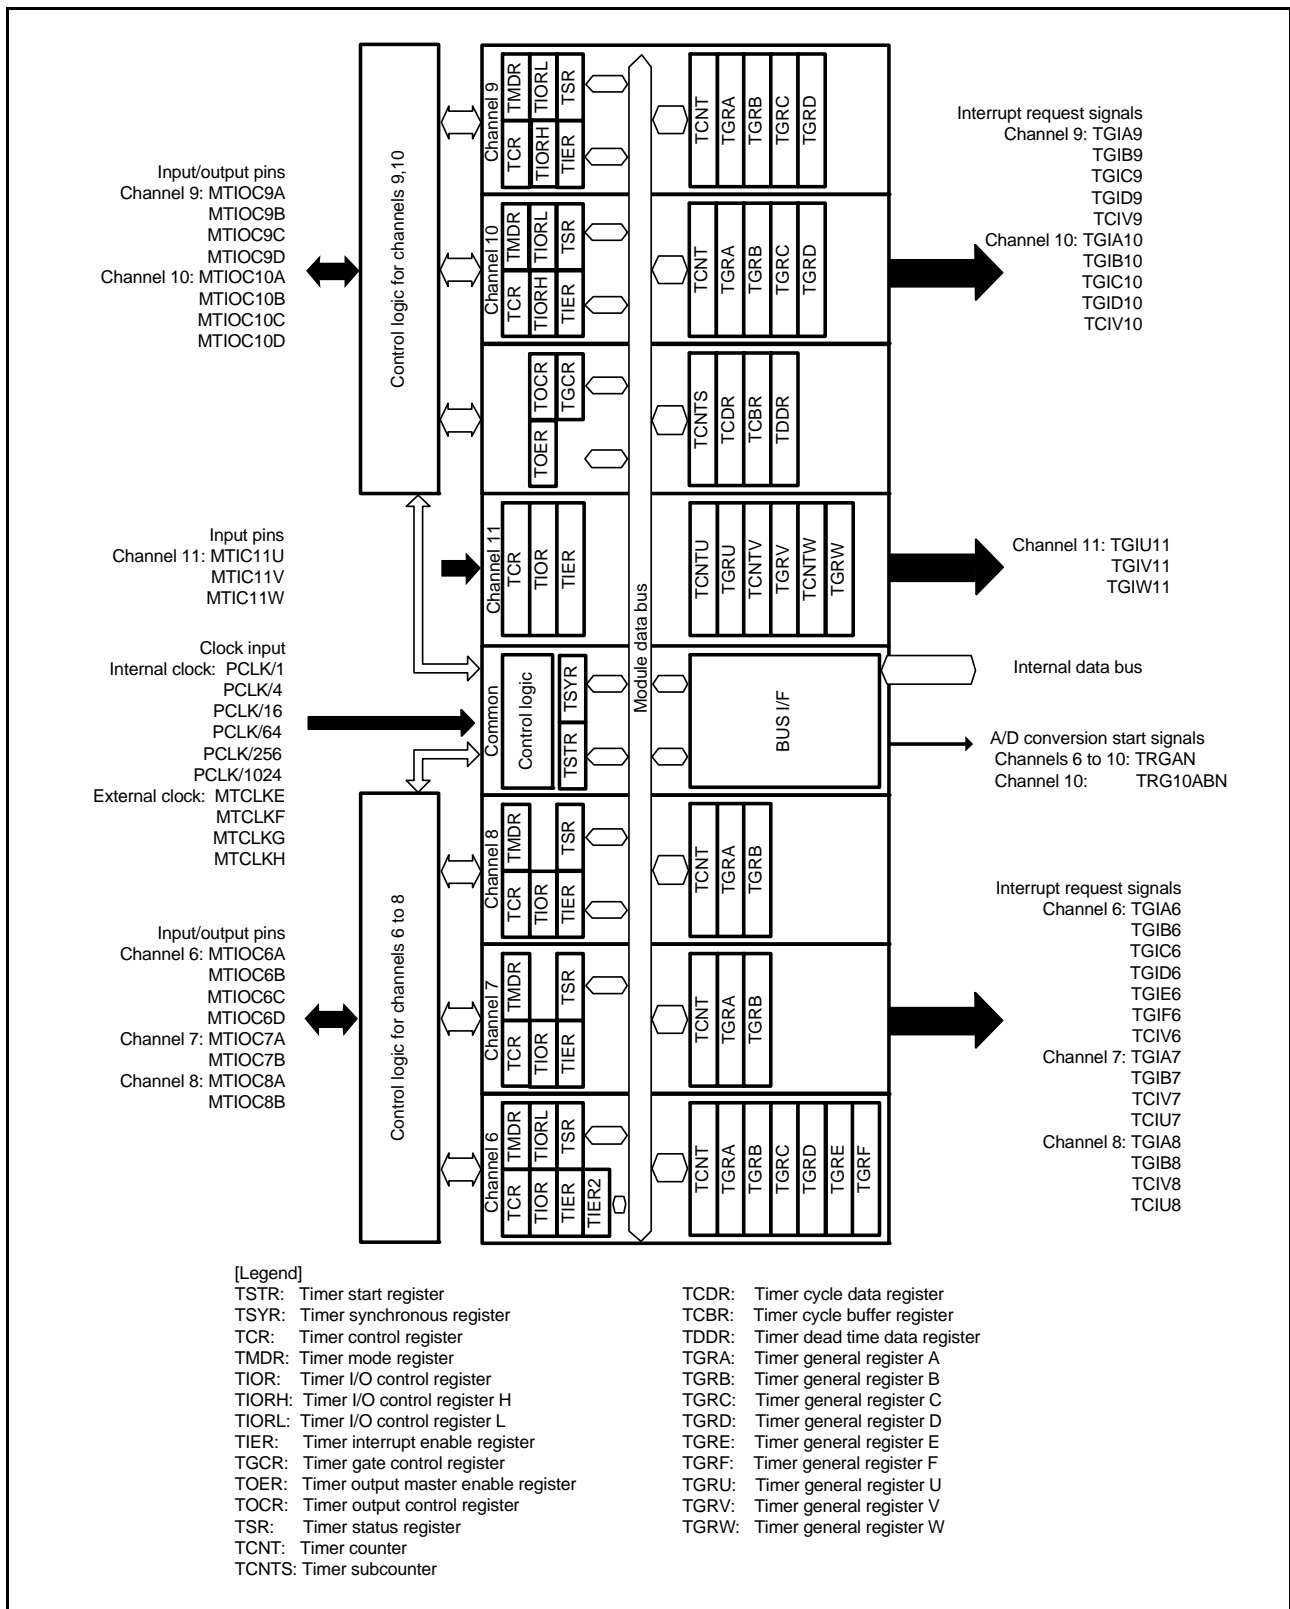 Input/output pins
Channel 9: MTIOC9A
MTIOC9B
MTIOC9C
MTIOC9D
Channel 10: MTIOC10A
MTIOC10B
MTIOC10C
MTIOC10D
Input pins
Channel 11: MTIC11U
MTIC11V
MTIC11W
Clock input
Internal clock: PCLK/1
PCLK/4
PCLK/16
PCLK/64
PCLK/256
PCLK/1024
External clock: MTCLKE
MTCLKF
MTCLKG
MTCLKH
Input/output pins
Channel 6: MTIOC6A
MTIOC6B
MTIOC6C
MTIOC6D
Channel 7: MTIOC7A
MTIOC7B
Channel 8: MTIOC8A
MTIOC8B
Control logic for channels 9,10
Control logic for channels 6 to 8
Channel 9
TMDR
TIORL
TSR
TCR
TIORH
TIER
TCNT
TGRA
TGRB
TGRC
TGRD
Channel 10
TMDR
TIORL
TSR
TCR
TIORH
TIER
TCNT
TGRA
TGRB
TGRC
TGRD
TOCR
TGCR
TOER
TCNTS
TCDR
TCBR
TDDR
Channel 11
TCR
TIOR
TIER
TCNTU
TGRU
TCNTV
TGRV
TCNTW
TGRW
Module data bus
Common
Control logic
TSYR
TSTR
BUS I/F
Channel 8
TMDR
TSR
TCR
TIOR
TIER
TCNT
TGRA
TGRB
Channel 7
TMDR
TSR
TCR
TIOR
TIER
TCNT
TGRA
TGRB
Channel 6
TMDR
TIORL
TSR
TCR
TIOR
TIER
TIER2
TCNT
TGRA
TGRB
TGRC
TGRD
TGRE
TGRF
Interrupt request signals
Channel 9: TGIA9
TGIB9
TGIC9
TGID9
TCIV9
Channel 10: TGIA10
TGIB10
TGIC10
TGID10
TCIV10
Channel 11: TGIU11
TGIV11
TGIW11
Internal data bus
A/D conversion start signals
Channels 6 to 10: TRGAN
Channel 10: TRG10ABN
Interrupt request signals
Channel 6: TGIA6
TGIB6
TGIC6
TGID6
TGIE6
TGIF6
TCIV6
Channel 7: TGIA7
TGIB7
TCIV7
TCIU7
Channel 8: TGIA8
TGIB8
TCIV8
TCIU8
[Legend]
TSTR: Timer start register
TSYR: Timer synchronous register
TCR: Timer control register
TMDR: Timer mode register
TIOR: Timer I/O control register
TIORH: Timer I/O control register H
TIORL: Timer I/O control register L
TIER: Timer interrupt enable register
TGCR: Timer gate control register
TOER: Timer output master enable register
TOCR: Timer output control register
TSR: Timer status register
TCNT: Timer counter
TCNTS: Timer subcounter
TCDR: Timer cycle data register
TCBR: Timer cycle buffer register
TDDR: Timer dead time data register
TGRA: Timer general register A
TGRB: Timer general register B
TGRC: Timer general register C
TGRD: Timer general register D
TGRE: Timer general register E
TGRF: Timer general register F
TGRU: Timer general register U
TGRV: Timer general register V
TGRW: Timer general register W